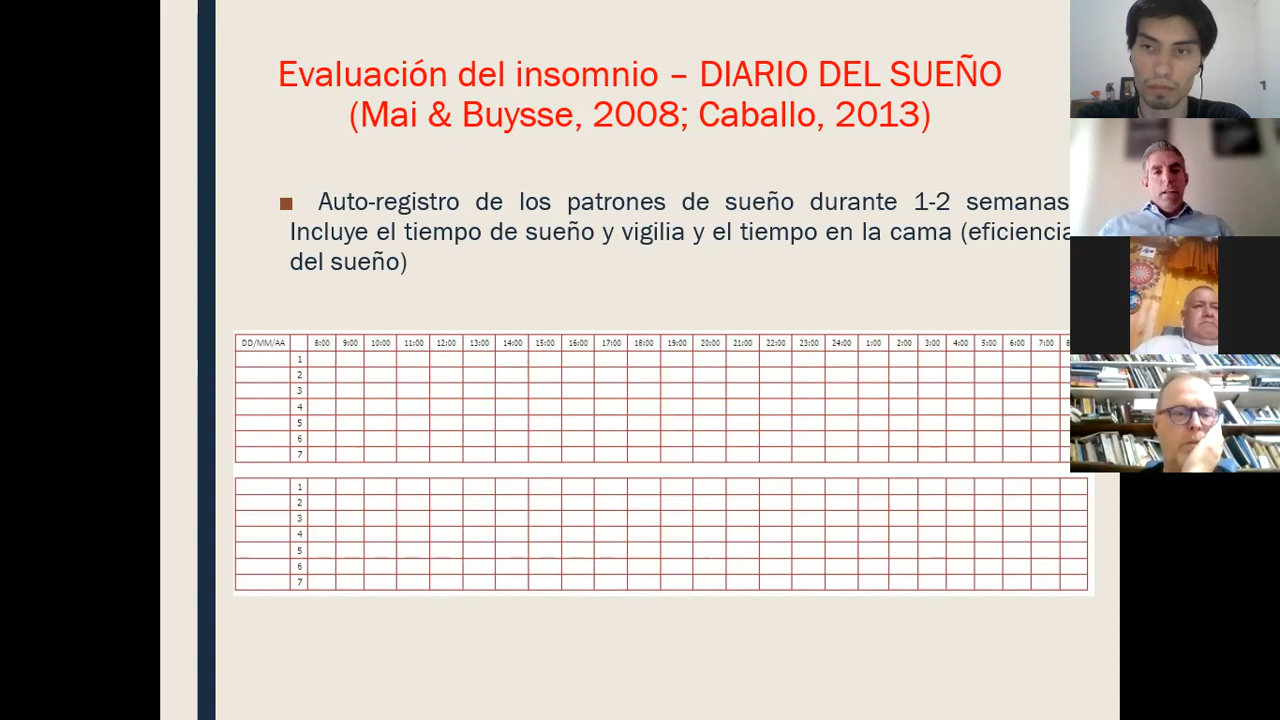 Evaluación del insomnio – DIARIO DEL SUEÑO
(Mai & Buysse, 2008; Caballo, 2013)
■ Auto-registro de los patrones de sueño durante 1-2 semanas
Incluye el tiempo de sueño y vigilia y el tiempo en la cama (eficiencia
del sueño)
DD/MM/AA 8:00 9:00 10:00 11:00 12:00 13:00 14:00 15:00 16:00 17:00 18:00 19:00 20:00 21:00 22:00 23:00 24:00 1:00 2:00 3:00 4:00 5:00 6:00 7:00
1
2
3
4
5
6
7
1
2
3
4
5
6
7